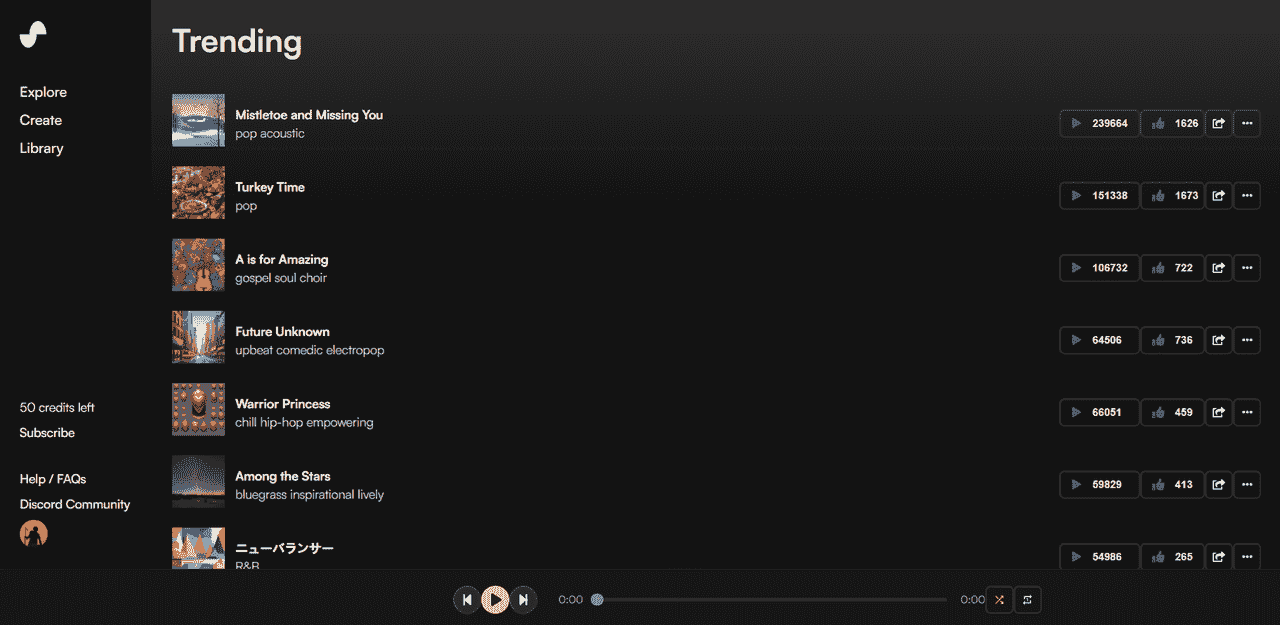 Trending
Explore
Create
Library
Mistletoe and Missing You
pop acoustic
239664 1626
Turkey Time
pop
151338 1673
A is for Amazing
gospel soul choir
106732 722
Future Unknown
upbeat comedic electropop
64506 736
Warrior Princess
chill hip-hop empowering
66051 459
Among the Stars
bluegrass inspirational lively
59829 413
ニューバランサー
R&B
54986 265
50 credits left
Subscribe
Help / FAQs
Discord Community
0:00 0:00